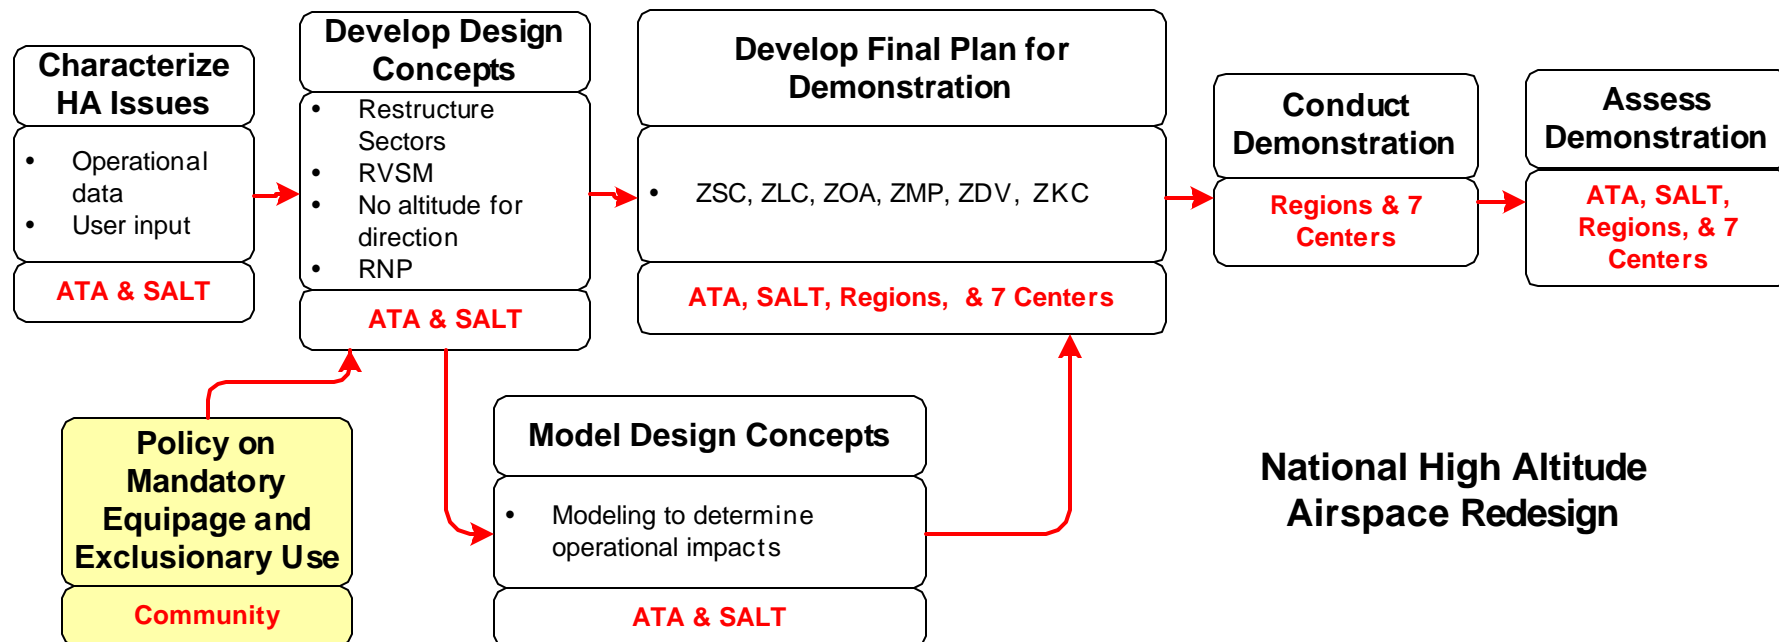 Characterize
HA Issues
• Operational
data
• User input
ATA & SALT
Develop Design
Concepts
• Restructure
Sectors
• RVSM
• No altitude for
direction
• RNP
ATA & SALT
Develop Final Plan for
Demonstration
• ZSC, ZLC, ZOA, ZMP, ZDV, ZKC
ATA, SALT, Regions, & 7 Centers
Conduct
Demonstration
Regions & 7
Centers
Assess
Demonstration
ATA, SALT,
Regions, & 7
Centers
Policy on
Mandatory
Equipage and
Exclusionary Use
Community
Model Design Concepts
• Modeling to determine
operational impacts
ATA & SALT
National High Altitude
Airspace Redesign